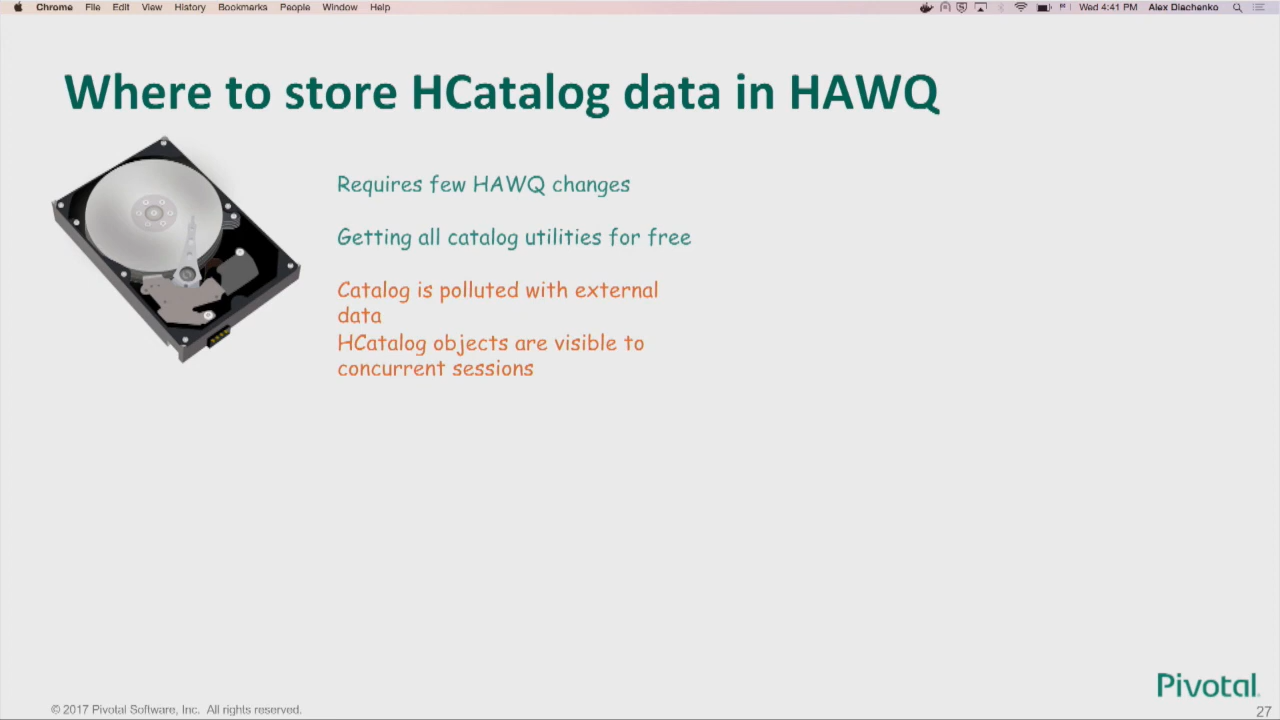 Chrome File Edit View History Bookmarks People Window Help
Wed 4:41 PM Alex Diachenko
Where to store HCatalog data in HAWQ
Requires few HAWQ changes
Getting all catalog utilities for free
Catalog is polluted with external
data
HCatalog objects are visible to
concurrent sessions
Pivotal
© 2017 Pivotal Software, Inc. All rights reserved.
27